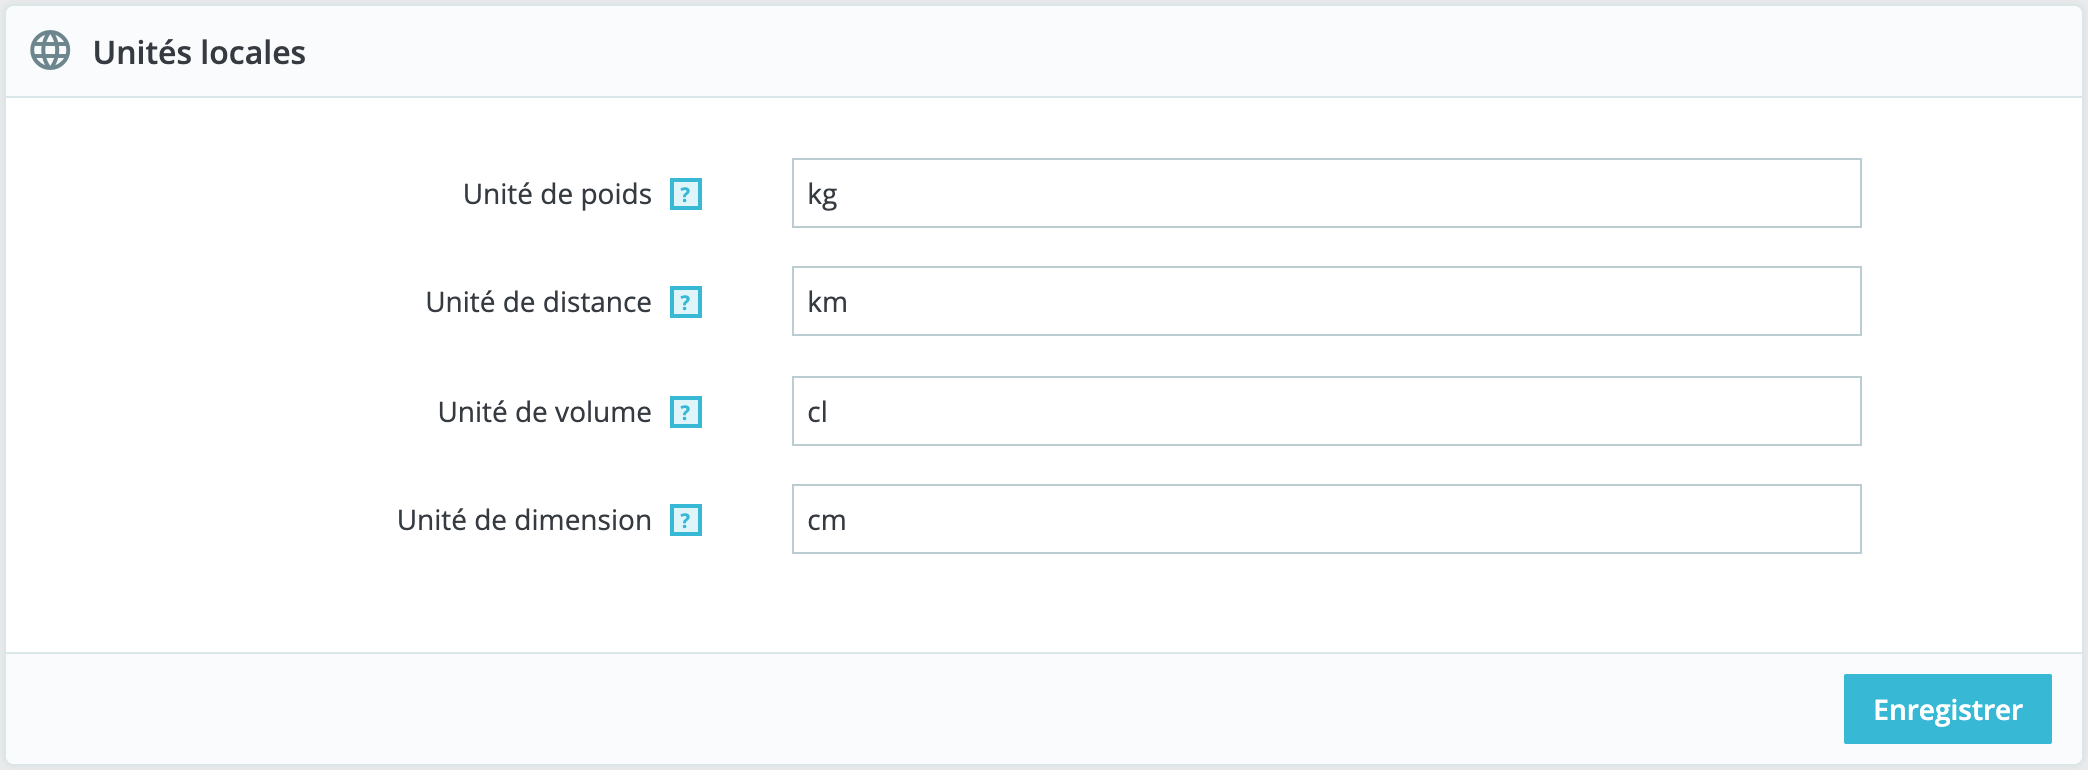 Unités locales
Unité de poids ? kg
Unité de distance ? km
Unité de volume ? cl
Unité de dimension ? cm
Enregistrer